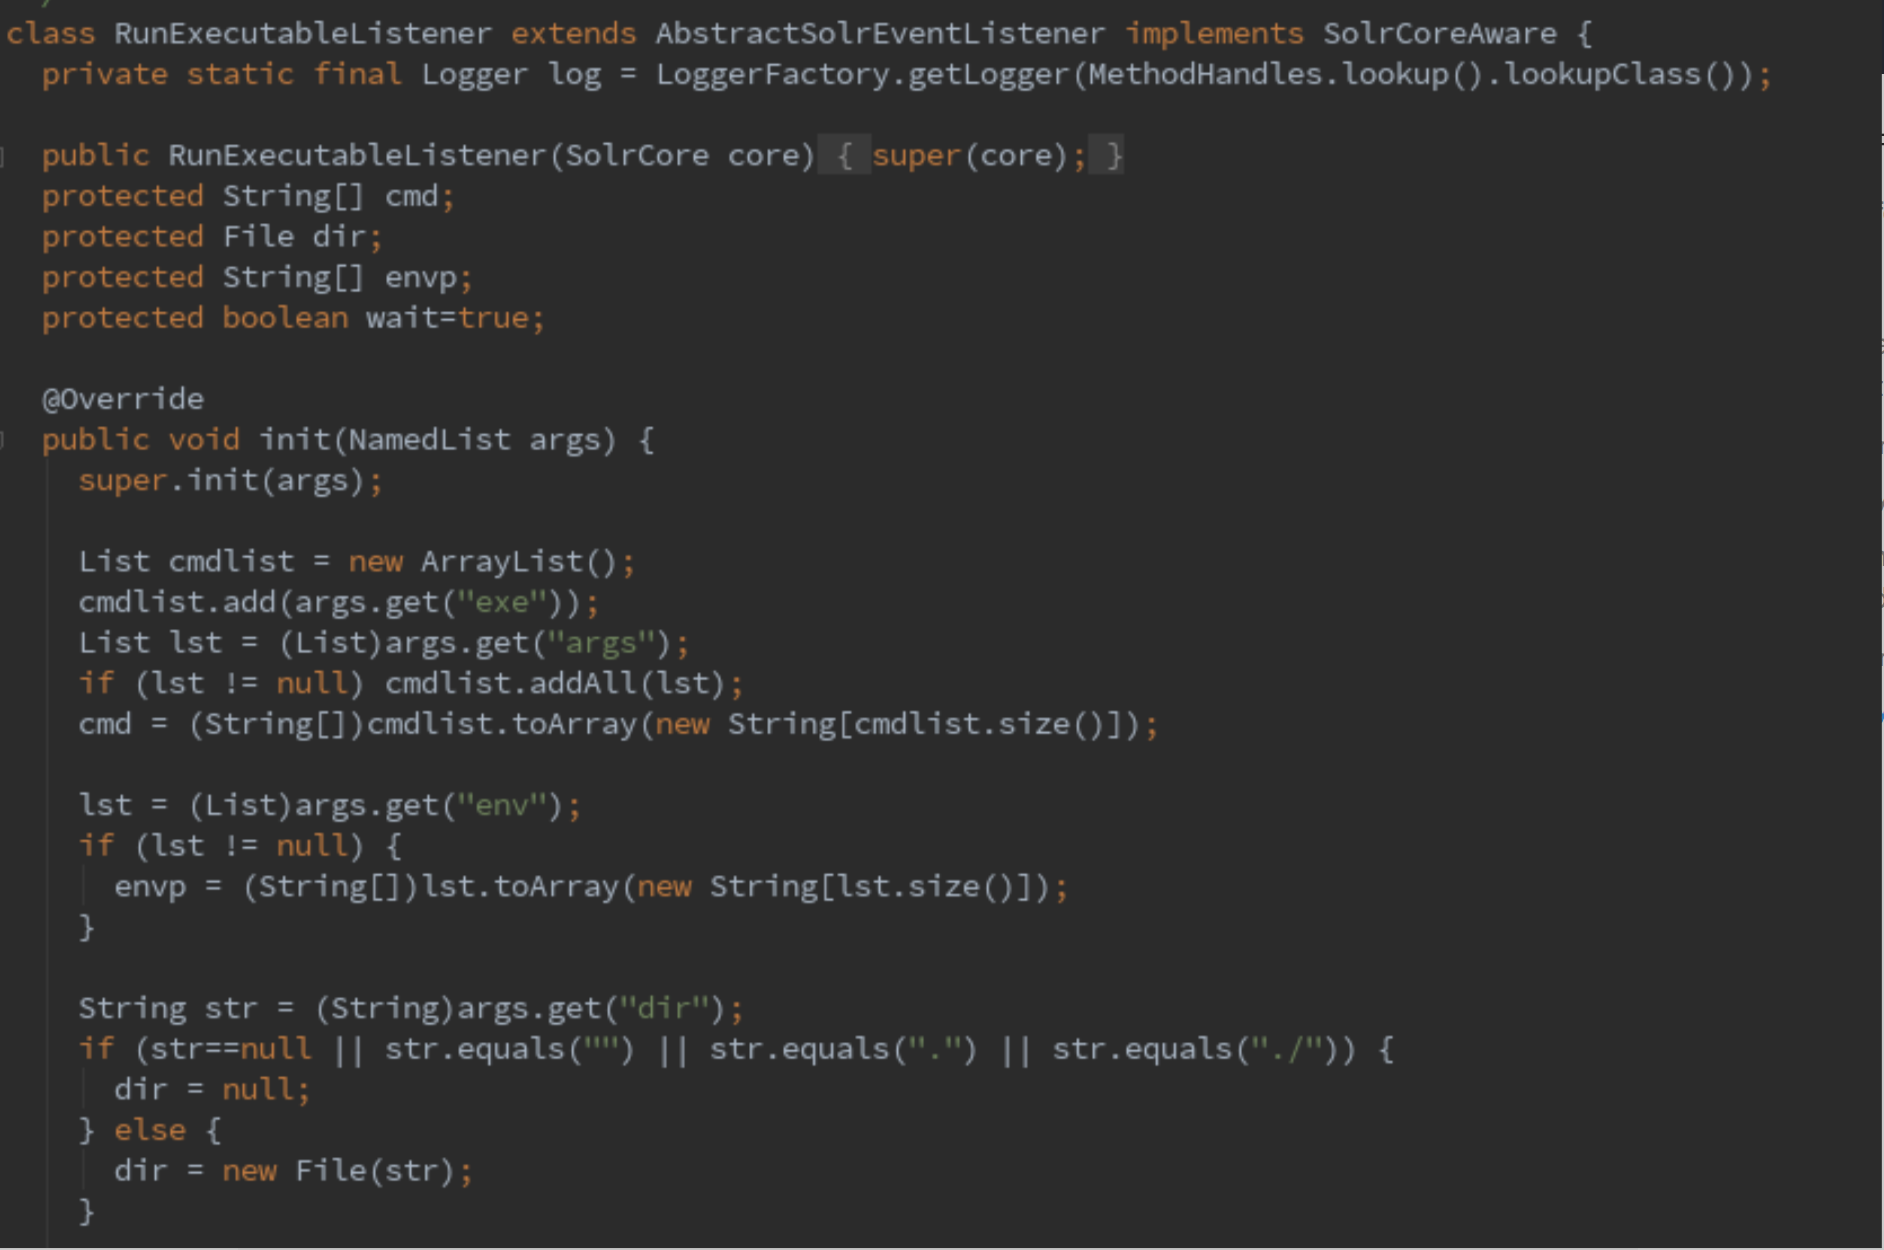 class RunExecutableListener extends AbstractSolrEventListener implements SolrCoreAware {
private static final Logger log = LoggerFactory.getLogger(MethodHandles.lookup().lookupClass());
public RunExecutableListener(SolrCore core) { super(core); }
protected String[] cmd;
protected File dir;
protected String[] envp;
protected boolean wait=true;
@Override
public void init(NamedList args) {
super.init(args);
List cmdlist = new ArrayList();
cmdlist.add(args.get("exe"));
List lst = (List)args.get("args");
if (lst != null) cmdlist.addAll(lst);
cmd = (String[])cmdlist.toArray(new String[cmdlist.size()]);
lst = (List)args.get("env");
if (lst != null) {
envp = (String[])lst.toArray(new String[lst.size()]);
}
String str = (String)args.get("dir");
if (str==null || str.equals("") || str.equals(".") || str.equals("./")) {
dir = null;
} else {
dir = new File(str);
}